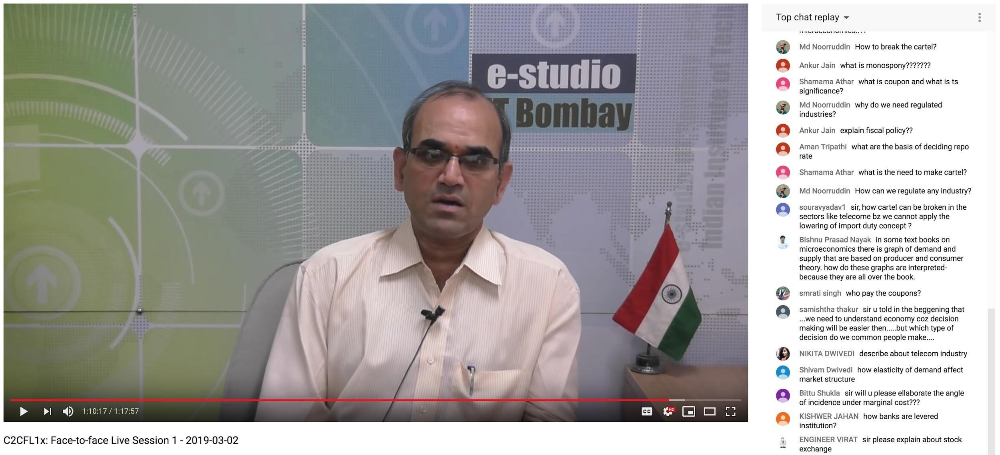 e-studio
T Bombay
e-studio
Indian Institute of Tech
HD
CC
1:10:17 / 1:17:57
C2CFL1x: Face-to-face Live Session 1 - 2019-03-02
Top chat replay
microeconomics..??
Md Noorruddin How to break the cartel?
Ankur Jain what is monospony???????
Shamama Athar what is coupon and what is ts
significance?
Md Noorruddin why do we need regulated
industries?
Ankur Jain explain fiscal policy??
Aman Tripathi what are the basis of deciding repo
rate
Shamama Athar what is the need to make cartel?
Md Noorruddin How can we regulate any industry?
souravyadav1 sir, how cartel can be broken in the
sectors like telecome bz we cannot apply the
lowering of import duty concept ?
Bishnu Prasad Nayak in some text books on
microeconomics there is graph of demand and
supply that are based on producer and consumer
theory. how do these graphs are interpreted-
because they are all over the book.
smrati singh who pay the coupons?
samishtha thakur sir u told in the beggening that
...we need to understand economy coz decision
making will be easier then.....but which type of
decision do we common people make....
NIKITA DWIVEDI describe about telecom industry
Shivam Dwivedi how elasticity of demand affect
market structure
Bittu Shukla sir will u please ellaborate the angle
of incidence under marginal cost???
KISHWER JAHAN how banks are levered
institution?
ENGINEER VIRAT sir please explain about stock
exchange